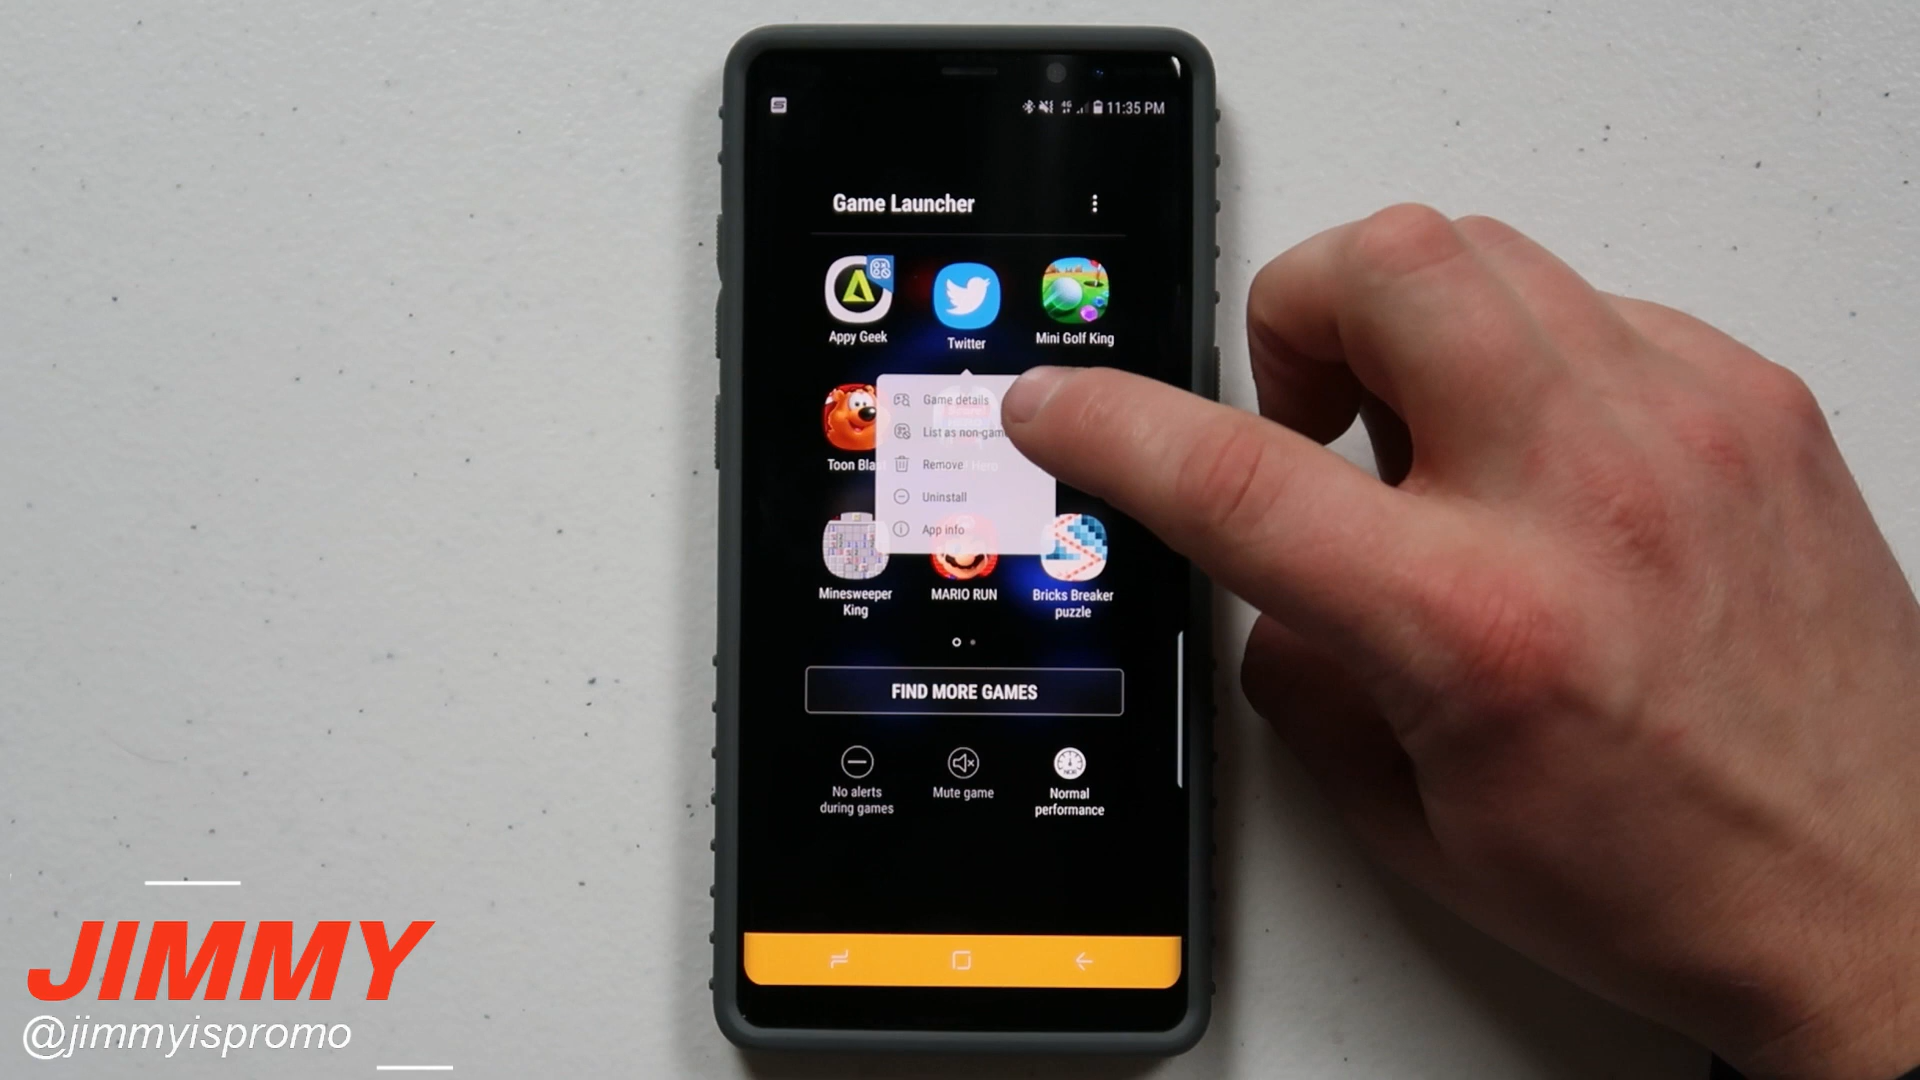 11:35 PM
Game Launcher
Appy Geek
Twitter
Mini Golf King
Game details
List as non-gam
Toon Bla
Remove
Hero
Uninstall
App info
Minesweeper
King
MARIO RUN
Bricks Breaker
puzzle
FIND MORE GAMES
No alerts
during games
Mute game
Normal
performance
JIMMY
@jimmyispromo